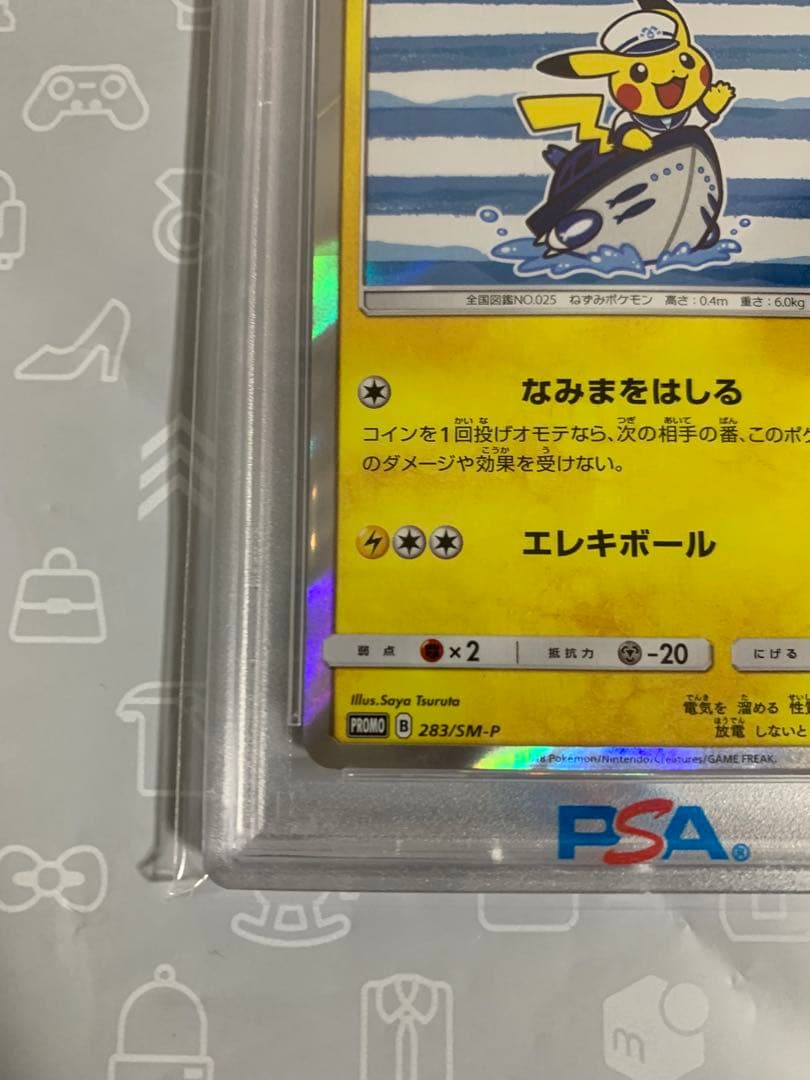 全国図鑑NO.025 ねずみポケモン 高さ:0.4m 重さ:6.0kg
なみまをはしる
コインを1回投げオモテなら、次の相手の番、このポケ
のダメージや効果を受けない。
エレキボール
弱点 ×2 抵抗力 -20 にげる
Illus.Saya Tsuruta
電気を 溜める 性質
PROMO B 283/SM-P
放電 しないと
8 Pokémon/Nintendo/Creatures/GAME FREAK.
PSA®
m